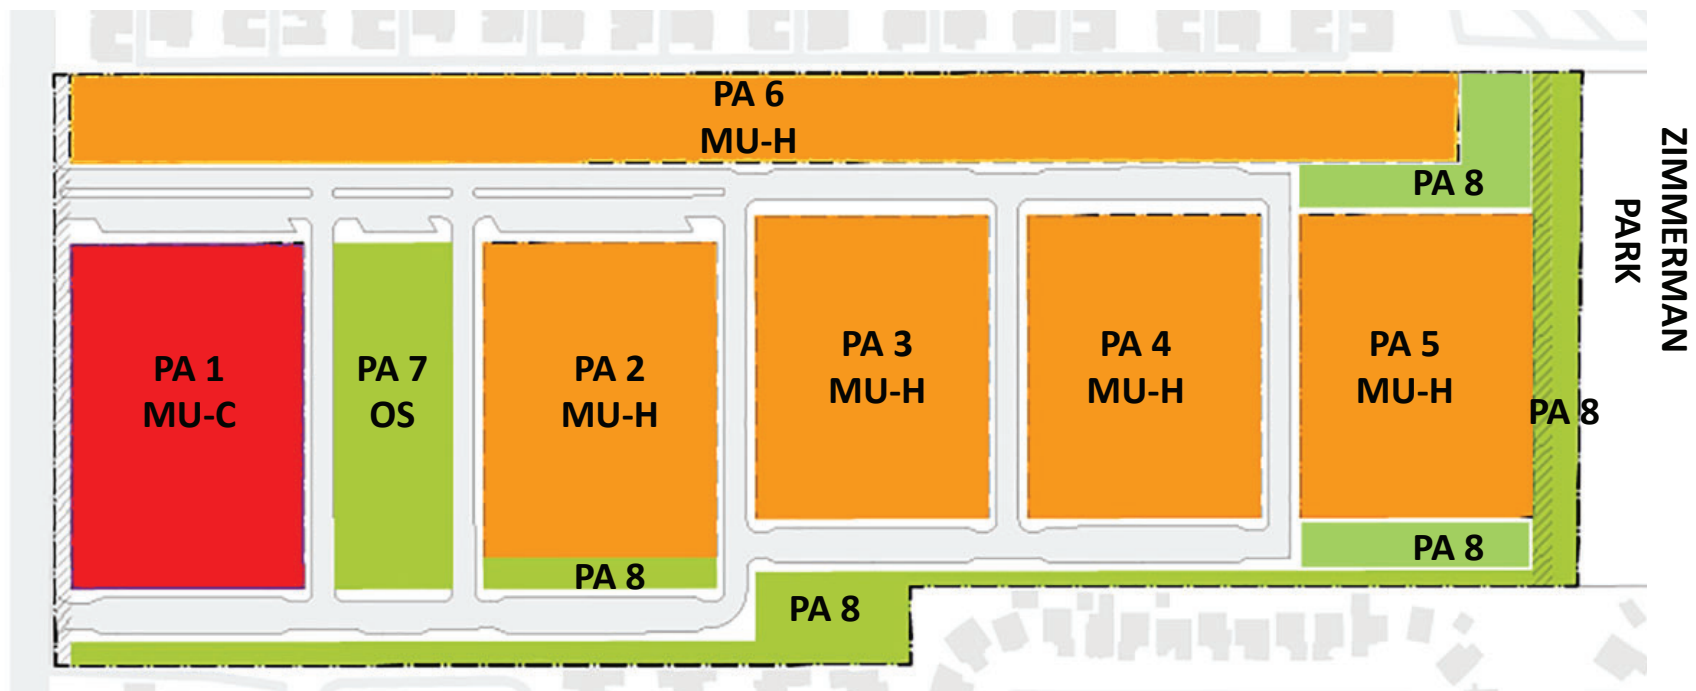 PA 6
MU-H
PA 8
ZIMMERMAN
PARK
PA 1
MU-C
PA 7
OS
PA 2
MU-H
PA 3
MU-H
PA 4
MU-H
PA 5
MU-H
PA 8
PA 8
PA 8
PA 8